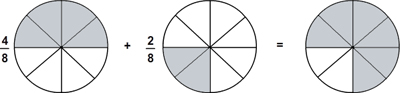 4/8 + 2/8 =